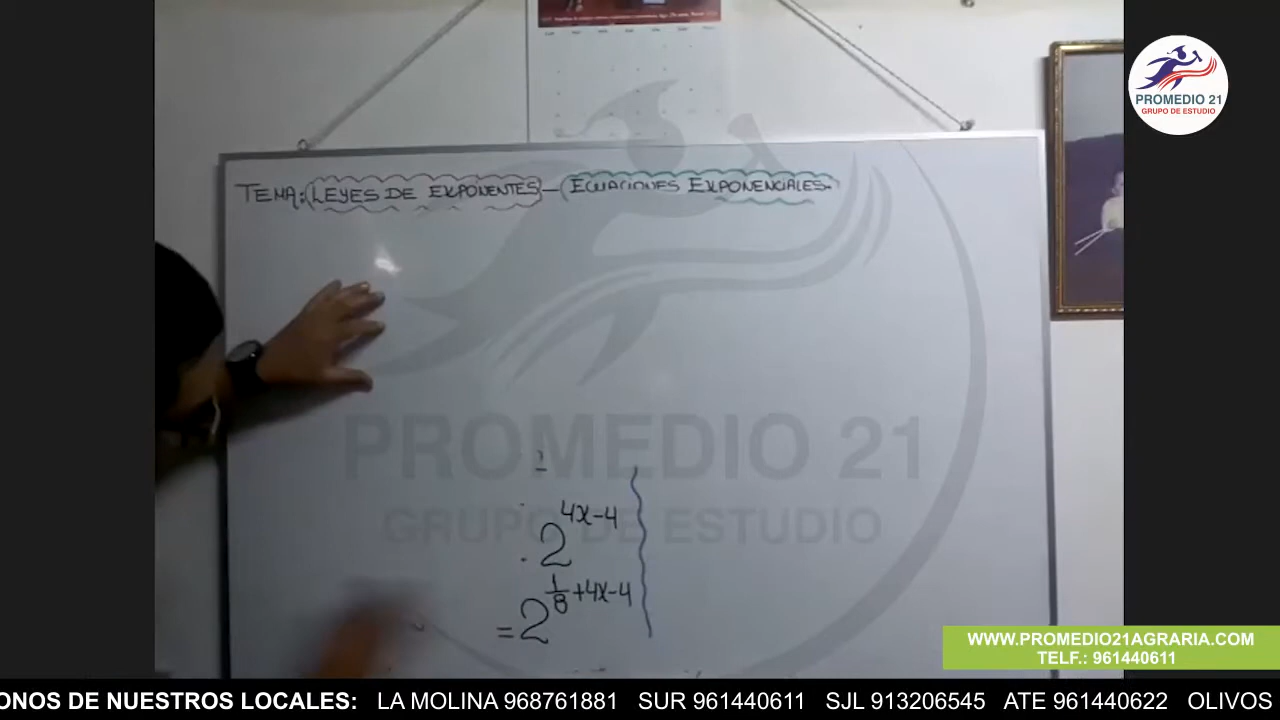 PROMEDIO 21
GRUPO DE ESTUDIO
TEMA: LEYES DE EXPONENTES – ECUACIONES EXPONENCIALES.
PROMEDIO 21
GRUPO DE ESTUDIO
2^{4x-4}
= 2^{\frac{1}{8}+4x-4}
WWW.PROMEDIO21AGRARIA.COM
TELF.: 961440611
ONOS DE NUESTROS LOCALES: LA MOLINA 968761881 SUR 961440611 SJL 913206545 ATE 961440622 OLIVOS